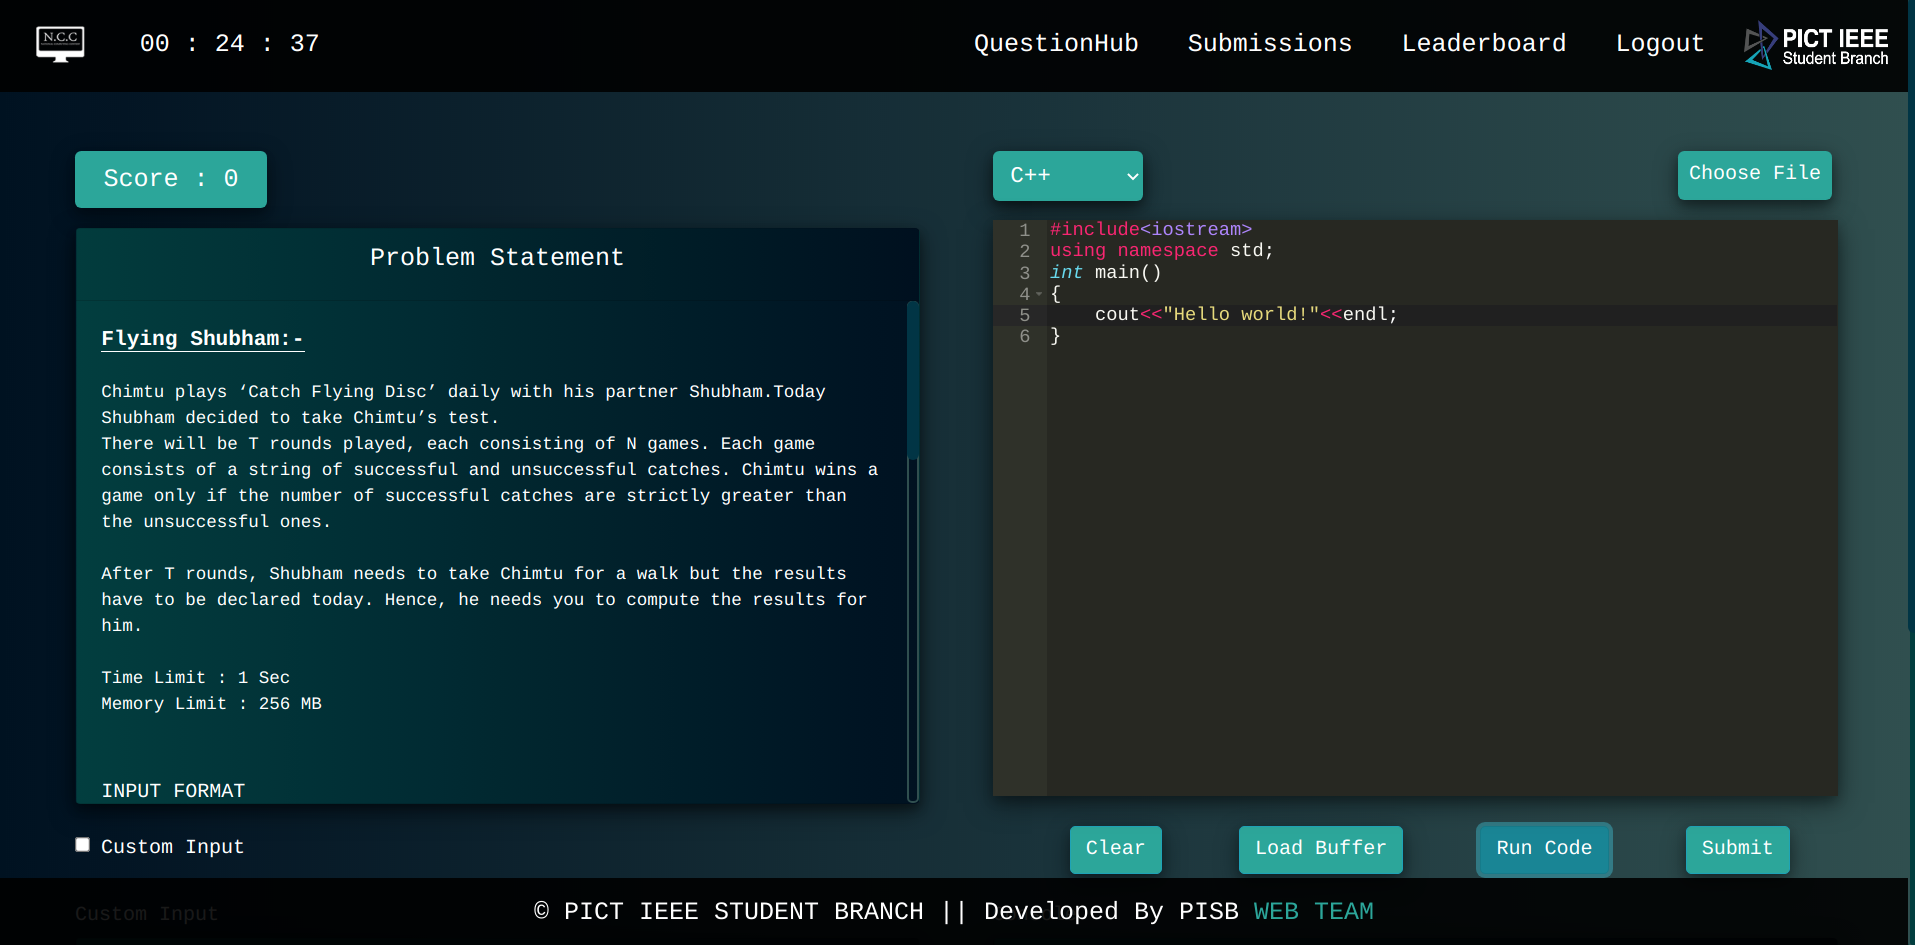 N.C.C
00 : 24 : 37
QuestionHub
Submissions
Leaderboard
Logout
PICT IEEE
Student Branch
Score : 0
Problem Statement
Flying Shubham:-
Chimtu plays ‘Catch Flying Disc’ daily with his partner Shubham.Today
Shubham decided to take Chimtu’s test.
There will be T rounds played, each consisting of N games. Each game
consists of a string of successful and unsuccessful catches. Chimtu wins a
game only if the number of successful catches are strictly greater than
the unsuccessful ones.
After T rounds, Shubham needs to take Chimtu for a walk but the results
have to be declared today. Hence, he needs you to compute the results for
him.
Time Limit : 1 Sec
Memory Limit : 256 MB
INPUT FORMAT
Custom Input
Custom Input
C++
Choose File
1 #include<iostream>
2 using namespace std;
3 int main()
4 {
5     cout<<"Hello world!"<<endl;
6 }
Clear
Load Buffer
Run Code
Submit
© PICT IEEE STUDENT BRANCH || Developed By PISB WEB TEAM